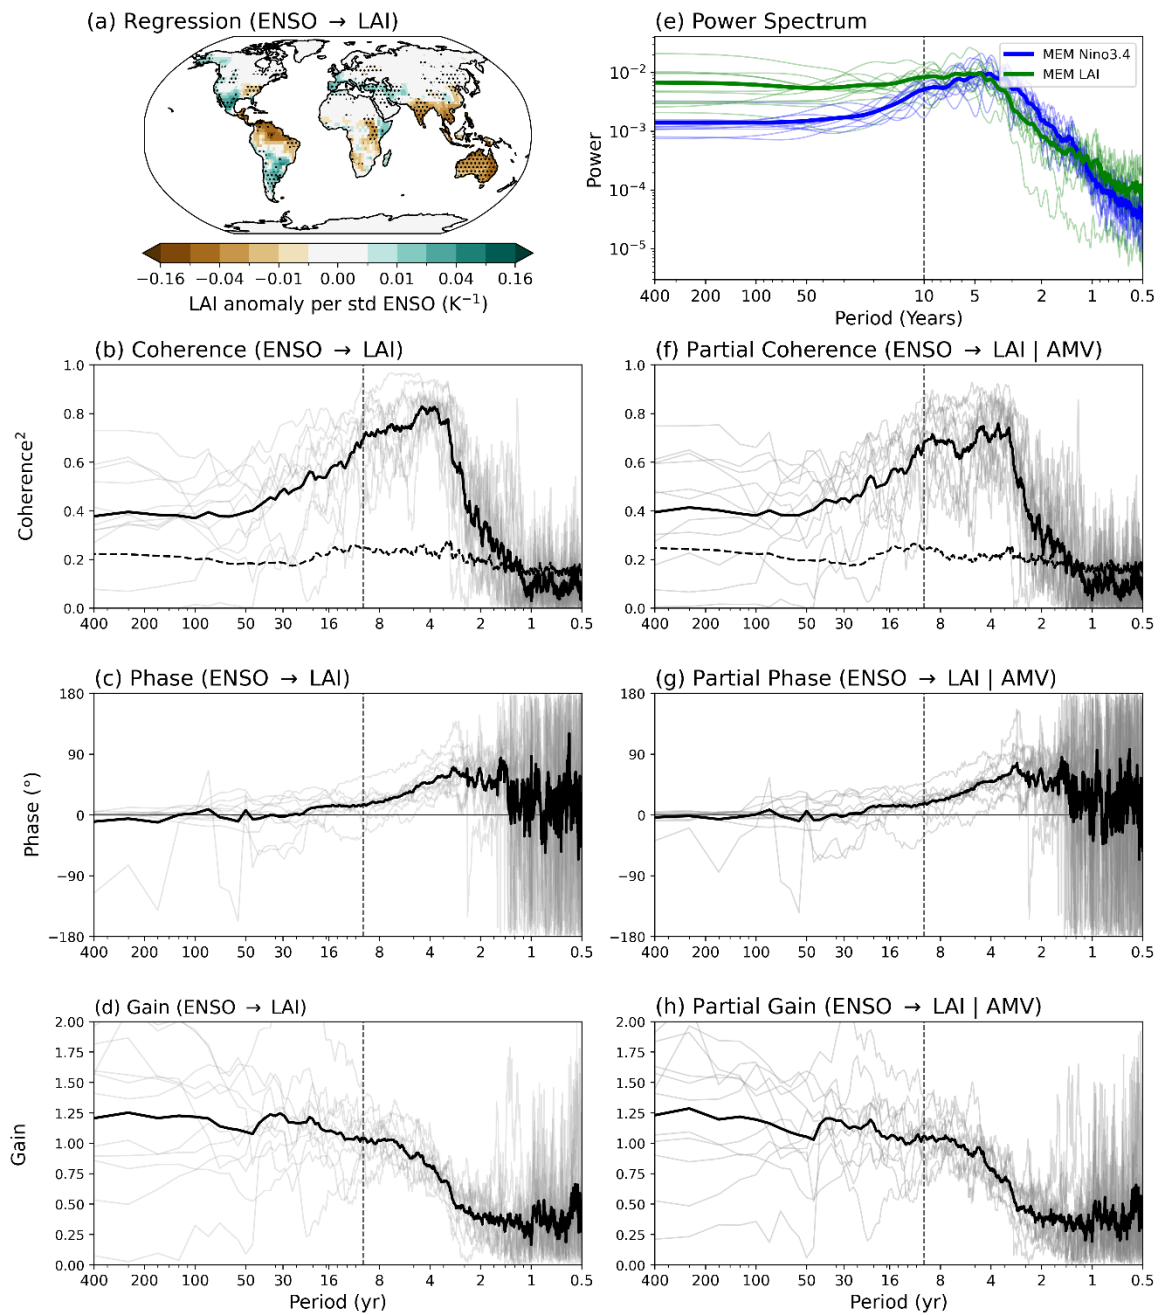 (a) Regression (ENSO → LAI)
−0.16 −0.04 −0.01 0.00 0.01 0.04 0.16
LAI anomaly per std ENSO (K⁻¹)
(e) Power Spectrum
MEM Nino3.4
MEM LAI
Power
10⁻²
10⁻³
10⁻⁴
10⁻⁵
400 200 100 50 30 20 10 5 2 1 0.5
Period (Years)
(b) Coherence (ENSO → LAI)
Coherence²
1.0
0.8
0.6
0.4
0.2
0.0
400 200 100 50 30 16 8 4 2 1 0.5
(f) Partial Coherence (ENSO → LAI | AMV)
1.0
0.8
0.6
0.4
0.2
0.0
400 200 100 50 30 16 8 4 2 1 0.5
(c) Phase (ENSO → LAI)
Phase (°)
180
90
0
−90
−180
400 200 100 50 30 16 8 4 2 1 0.5
(g) Partial Phase (ENSO → LAI | AMV)
180
90
0
−90
−180
400 200 100 50 30 16 8 4 2 1 0.5
(d) Gain (ENSO → LAI)
Gain
2.00
1.75
1.50
1.25
1.00
0.75
0.50
0.25
0.00
400 200 100 50 30 16 8 4 2 1 0.5
Period (yr)
(h) Partial Gain (ENSO → LAI | AMV)
2.00
1.75
1.50
1.25
1.00
0.75
0.50
0.25
0.00
400 200 100 50 30 16 8 4 2 1 0.5
Period (yr)